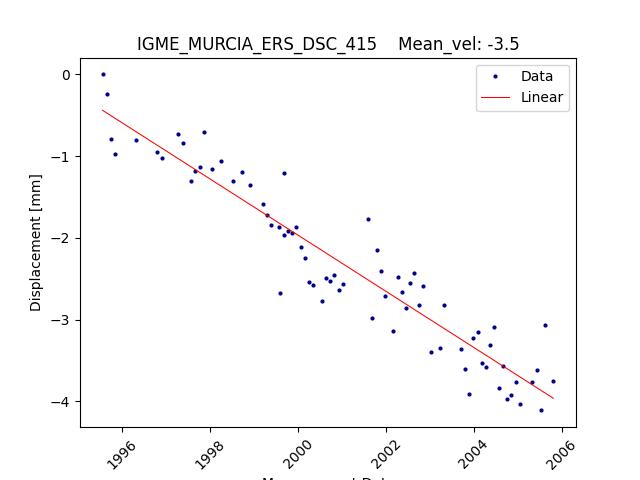 IGME_MURCIA_ERS_DSC_415 Mean_vel: -3.5
Data
Linear
0
−1
−2
−3
−4
Displacement [mm]
1996
1998
2000
2002
2004
2006